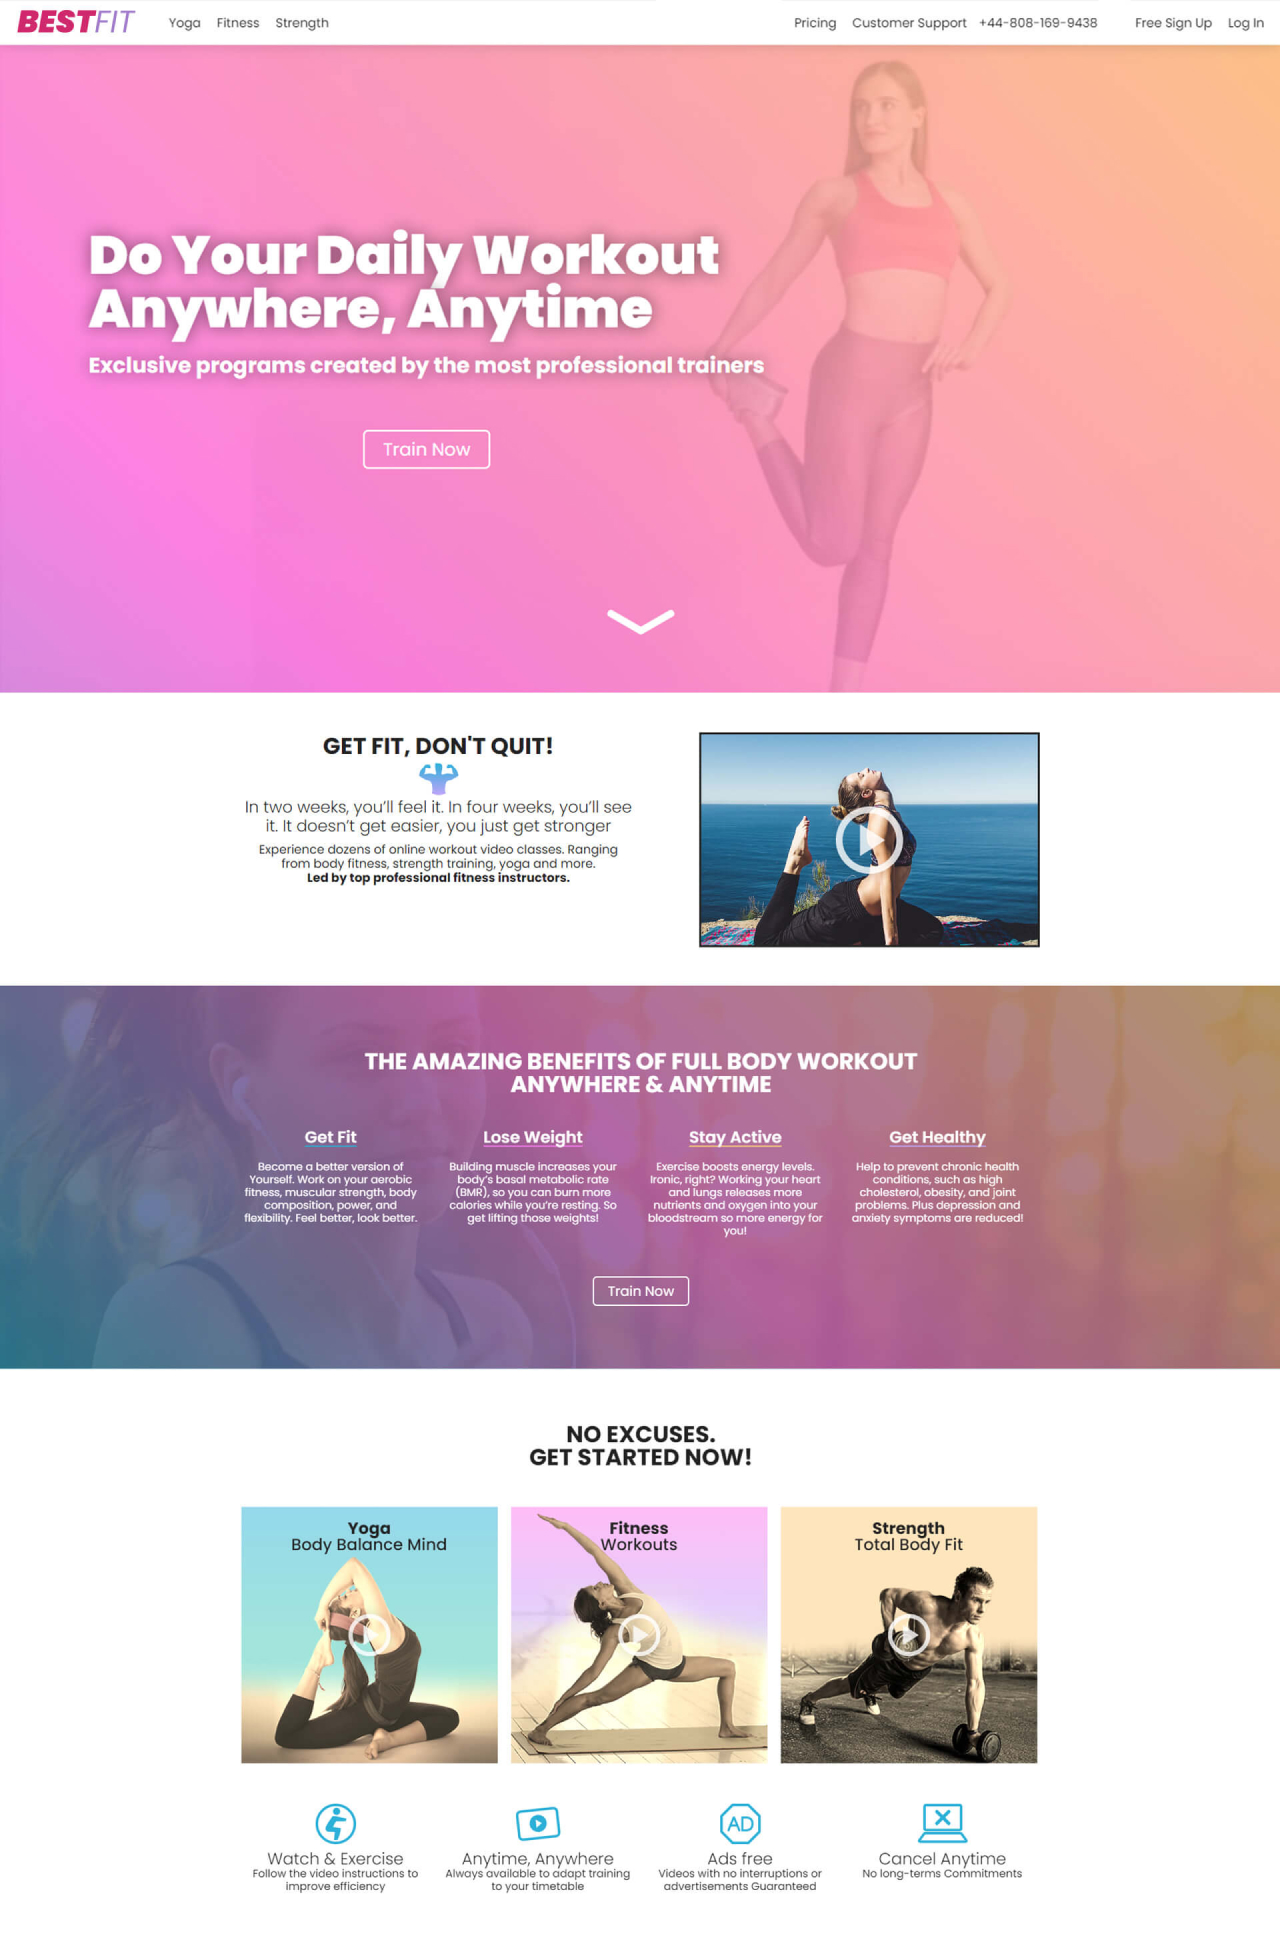 BESTFIT
Yoga Fitness Strength
Pricing Customer Support +44-808-169-9438 Free Sign Up Log In
Do Your Daily Workout
Anywhere, Anytime
Exclusive programs created by the most professional trainers
Train Now
GET FIT, DON'T QUIT!
In two weeks, you’ll feel it. In four weeks, you’ll see
it. It doesn’t get easier, you just get stronger
Experience dozens of online workout video classes. Ranging
from body fitness, strength training, yoga and more.
Led by top professional fitness instructors.
THE AMAZING BENEFITS OF FULL BODY WORKOUT
ANYWHERE & ANYTIME
Get Fit
Become a better version of
Yourself. Work on your aerobic
fitness, muscular strength, body
composition, power, and
flexibility. Feel better, look better.
Lose Weight
Building muscle increases your
body’s basal metabolic rate
(BMR), so you can burn more
calories while you’re resting. So
get lifting those weights!
Stay Active
Exercise boosts energy levels.
Ironic, right? Working your heart
and lungs releases more
nutrients and oxygen into your
bloodstream so more energy for
you!
Get Healthy
Help to prevent chronic health
conditions, such as high
cholesterol, obesity, and joint
problems. Plus depression and
anxiety symptoms are reduced!
Train Now
NO EXCUSES.
GET STARTED NOW!
Yoga
Body Balance Mind
Fitness
Workouts
Strength
Total Body Fit
Watch & Exercise
Follow the video instructions to
improve efficiency
Anytime, Anywhere
Always available to adapt training
to your timetable
AD
Ads free
Videos with no interruptions or
advertisements Guaranteed
Cancel Anytime
No long-terms Commitments